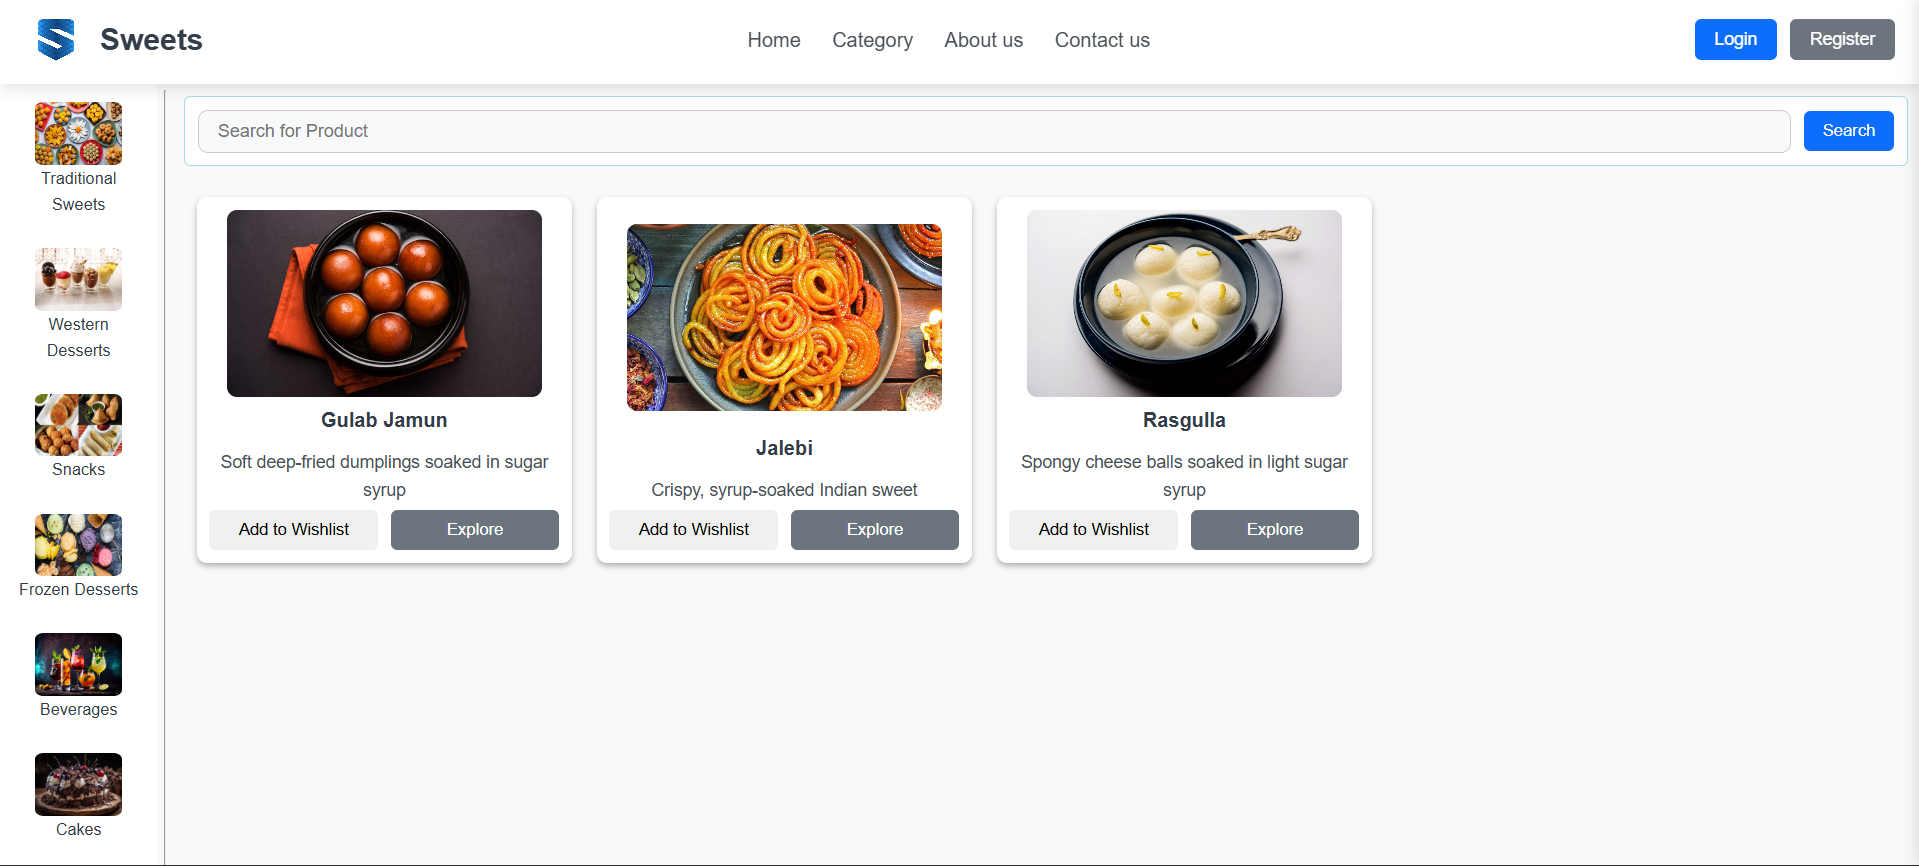 Sweets
Home
Category
About us
Contact us
Login
Register
Traditional
Sweets
Western
Desserts
Snacks
Frozen Desserts
Beverages
Cakes
Search for Product
Search
Gulab Jamun
Soft deep-fried dumplings soaked in sugar
syrup
Add to Wishlist
Explore
Jalebi
Crispy, syrup-soaked Indian sweet
Add to Wishlist
Explore
Rasgulla
Spongy cheese balls soaked in light sugar
syrup
Add to Wishlist
Explore